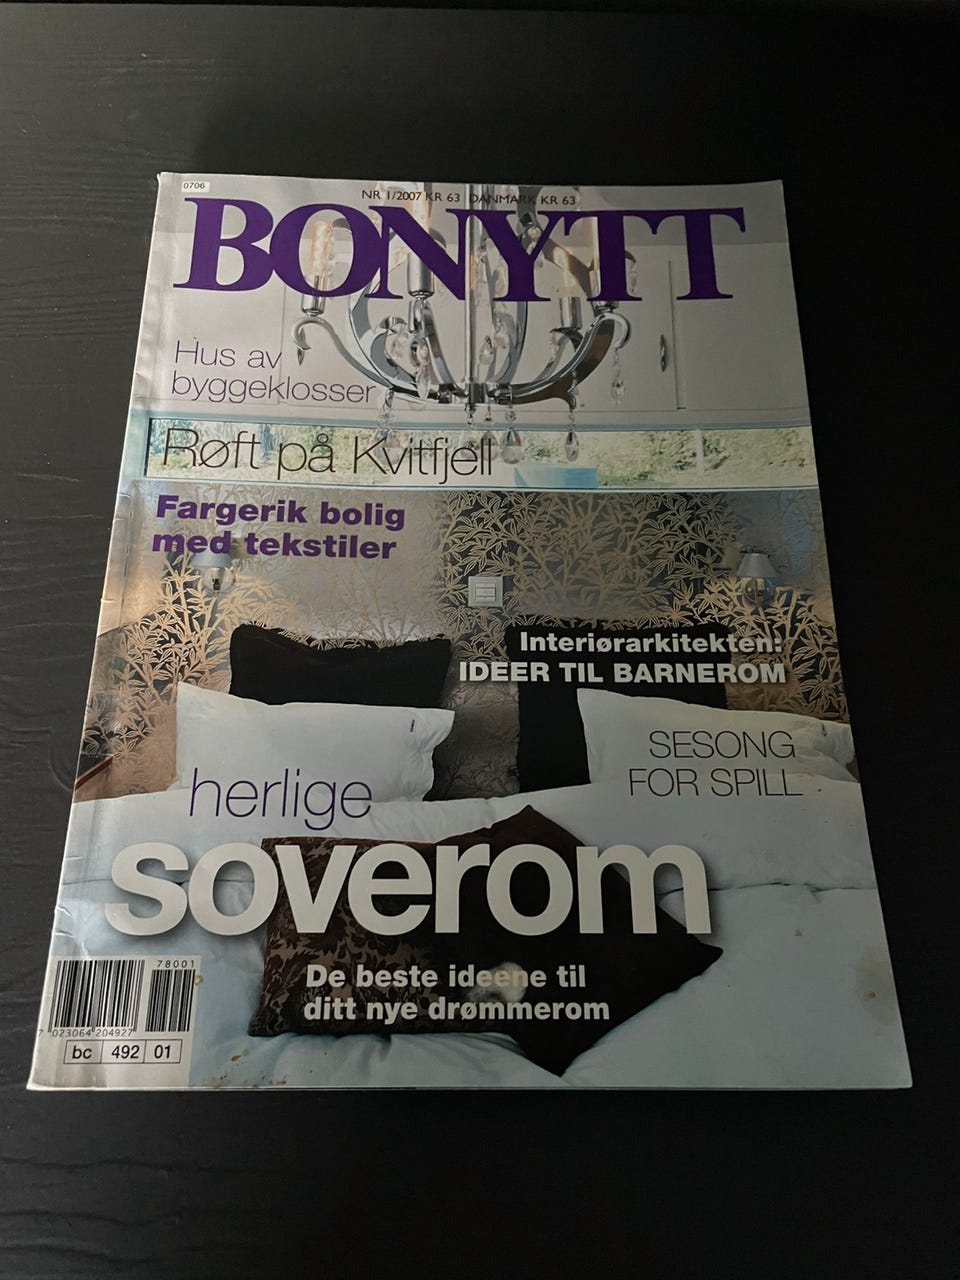 0706
NR 1/2007 KR 63 DANMARK KR 63
BONYTT
Hus av
byggeklosser
Røft på Kvitfjell
Fargerik bolig
med tekstiler
Interiørarkitekten:
IDEER TIL BARNEROM
SESONG
FOR SPILL
herlige
soverom
De beste ideene til
ditt nye drømmerom
78001
7 023064 204927
bc 492 01